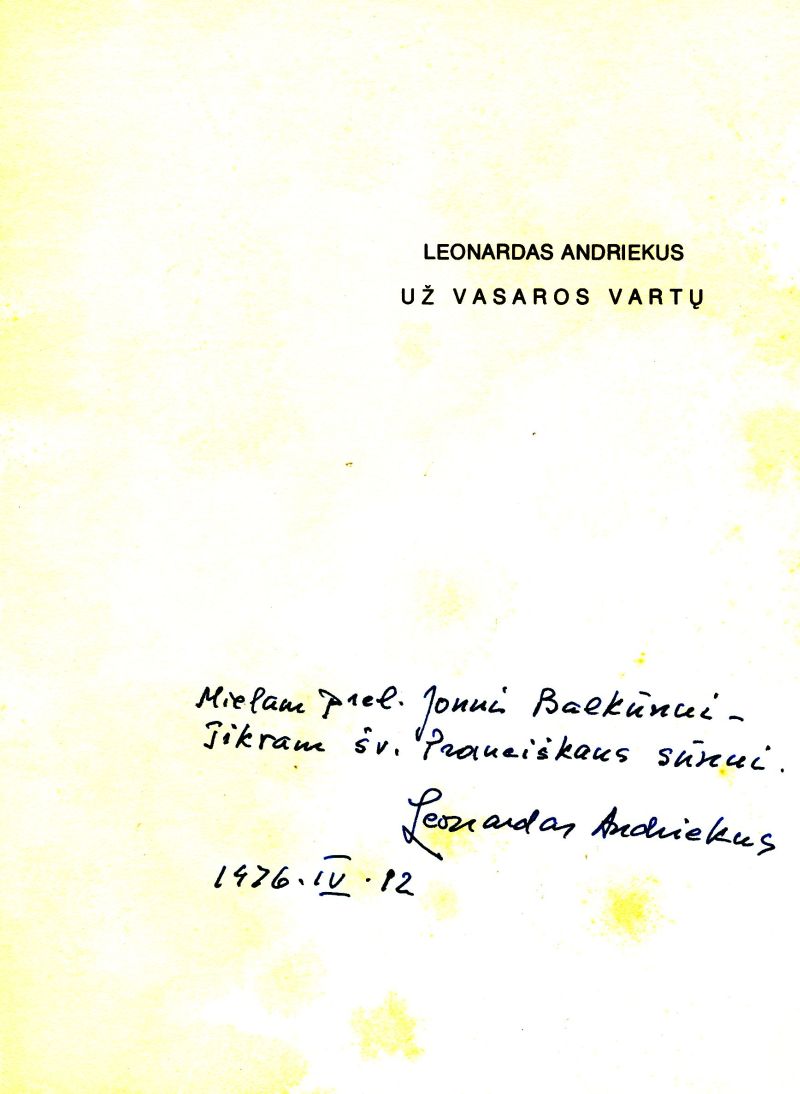 LEONARDAS ANDRIEKUS
UŽ VASAROS VARTŲ
Mielam prel. Jonui Balkūnui –
Tikram šv. Pranciškaus sūnui.
Leonardas Andriekus
1976.IV.12